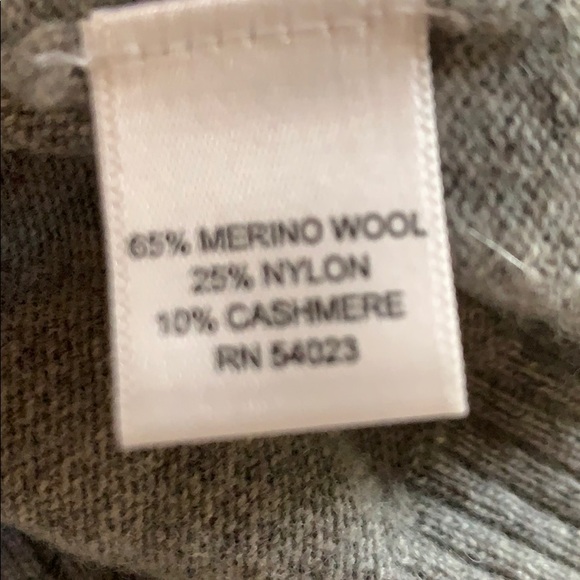 65% MERINO WOOL
25% NYLON
10% CASHMERE
RN 54023